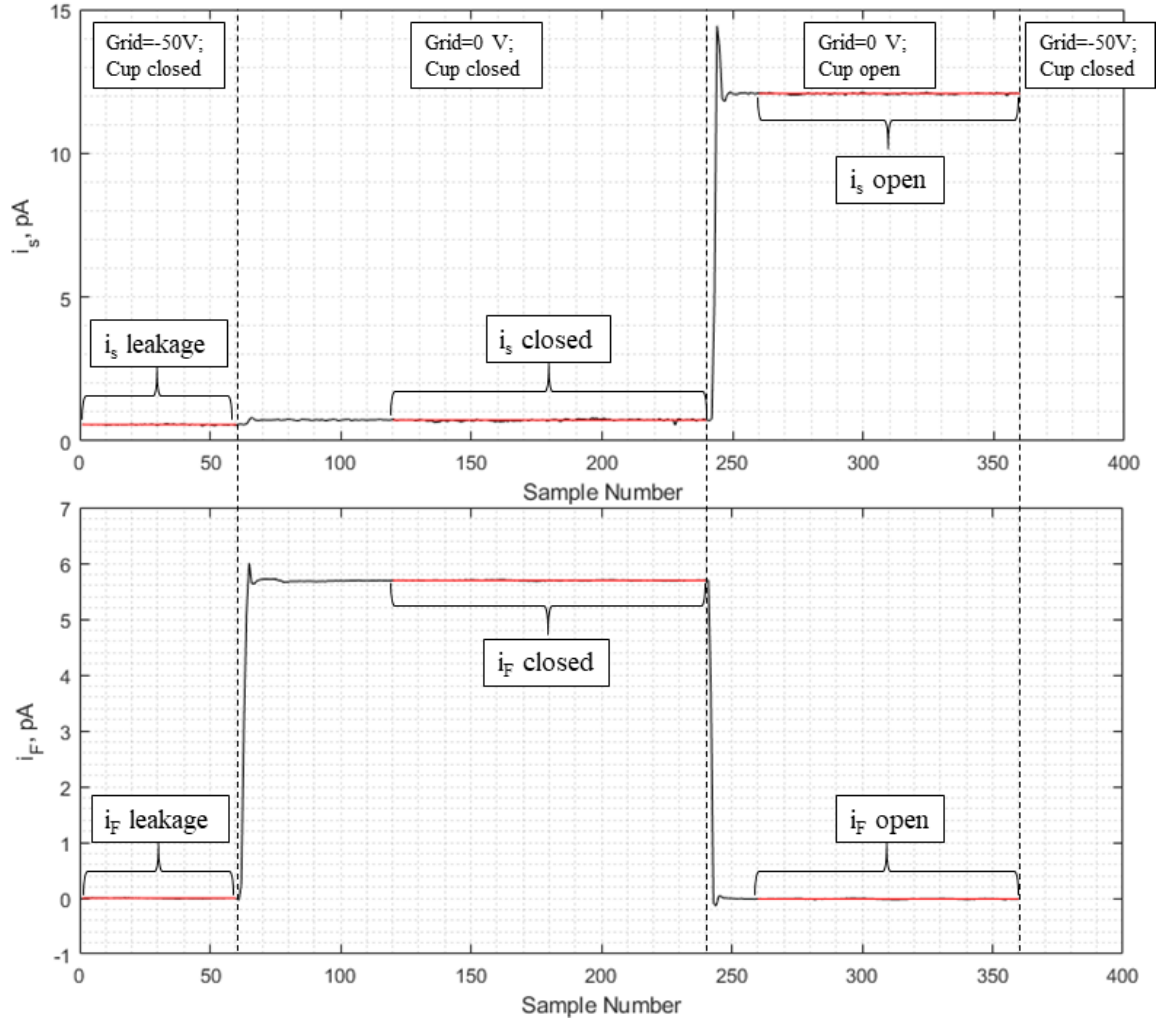 Grid=-50V;
Cup closed
Grid=0 V;
Cup closed
Grid=0 V;
Cup open
Grid=-50V;
Cup closed
15
10
5
0
i_s, pA
i_s leakage
i_s closed
i_s open
0 50 100 150 200 250 300 350 400
Sample Number
7
6
5
4
3
2
1
0
-1
i_F, pA
i_F closed
i_F leakage
i_F open
0 50 100 150 200 250 300 350 400
Sample Number